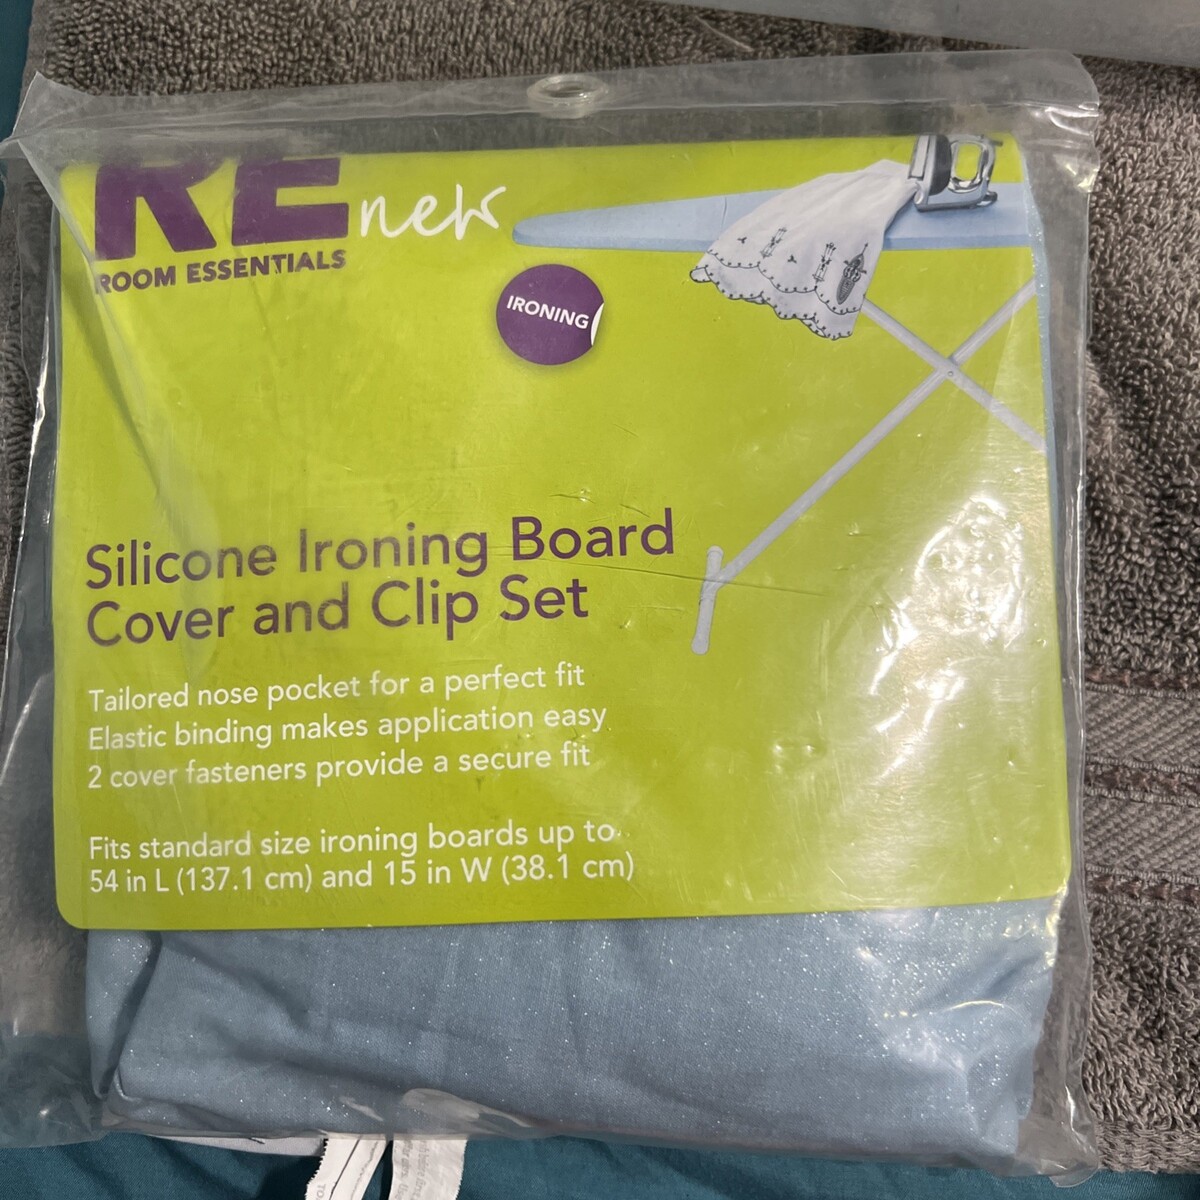 RE new
ROOM ESSENTIALS
IRONING
Silicone Ironing Board
Cover and Clip Set
Tailored nose pocket for a perfect fit
Elastic binding makes application easy
2 cover fasteners provide a secure fit
Fits standard size ironing boards up to
54 in L (137.1 cm) and 15 in W (38.1 cm)